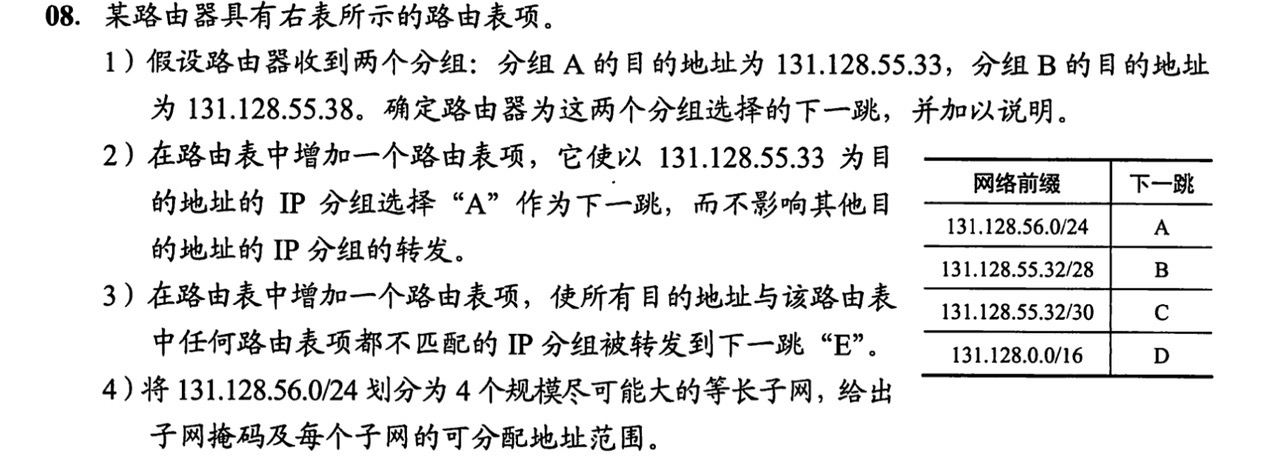 08. 某路由器具有右表所示的路由表项。
1）假设路由器收到两个分组：分组 A 的目的地址为 131.128.55.33，分组 B 的目的地址
为 131.128.55.38。确定路由器为这两个分组选择的下一跳，并加以说明。
2）在路由表中增加一个路由表项，它使以 131.128.55.33 为目
的地址的 IP 分组选择“A”作为下一跳，而不影响其他目
的地址的 IP 分组的转发。
3）在路由表中增加一个路由表项，使所有目的地址与该路由表
中任何路由表项都不匹配的 IP 分组被转发到下一跳“E”。
4）将 131.128.56.0/24 划分为 4 个规模尽可能大的等长子网，给出
子网掩码及每个子网的可分配地址范围。
网络前缀 下一跳
131.128.56.0/24 A
131.128.55.32/28 B
131.128.55.32/30 C
131.128.0.0/16 D